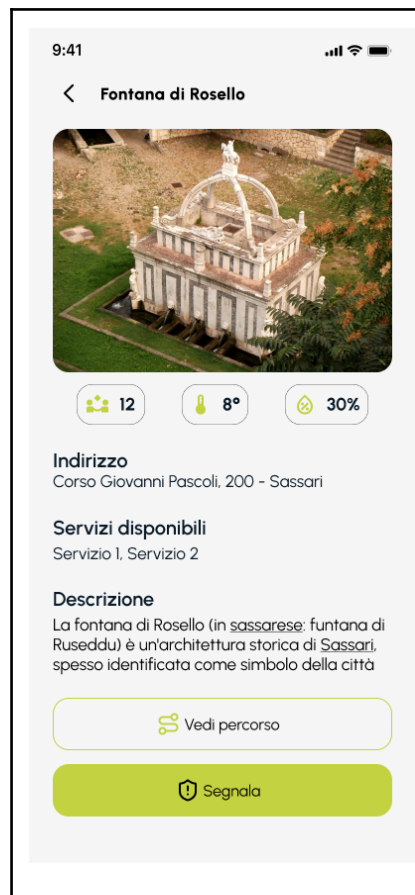 9:41
Fontana di Rosello
12
8°
30%
Indirizzo
Corso Giovanni Pascoli, 200 - Sassari
Servizi disponibili
Servizio 1, Servizio 2
Descrizione
La fontana di Rosello (in sassarese: funtana di
Ruseddu) è un'architettura storica di Sassari,
spesso identificata come simbolo della città
Vedi percorso
Segnala